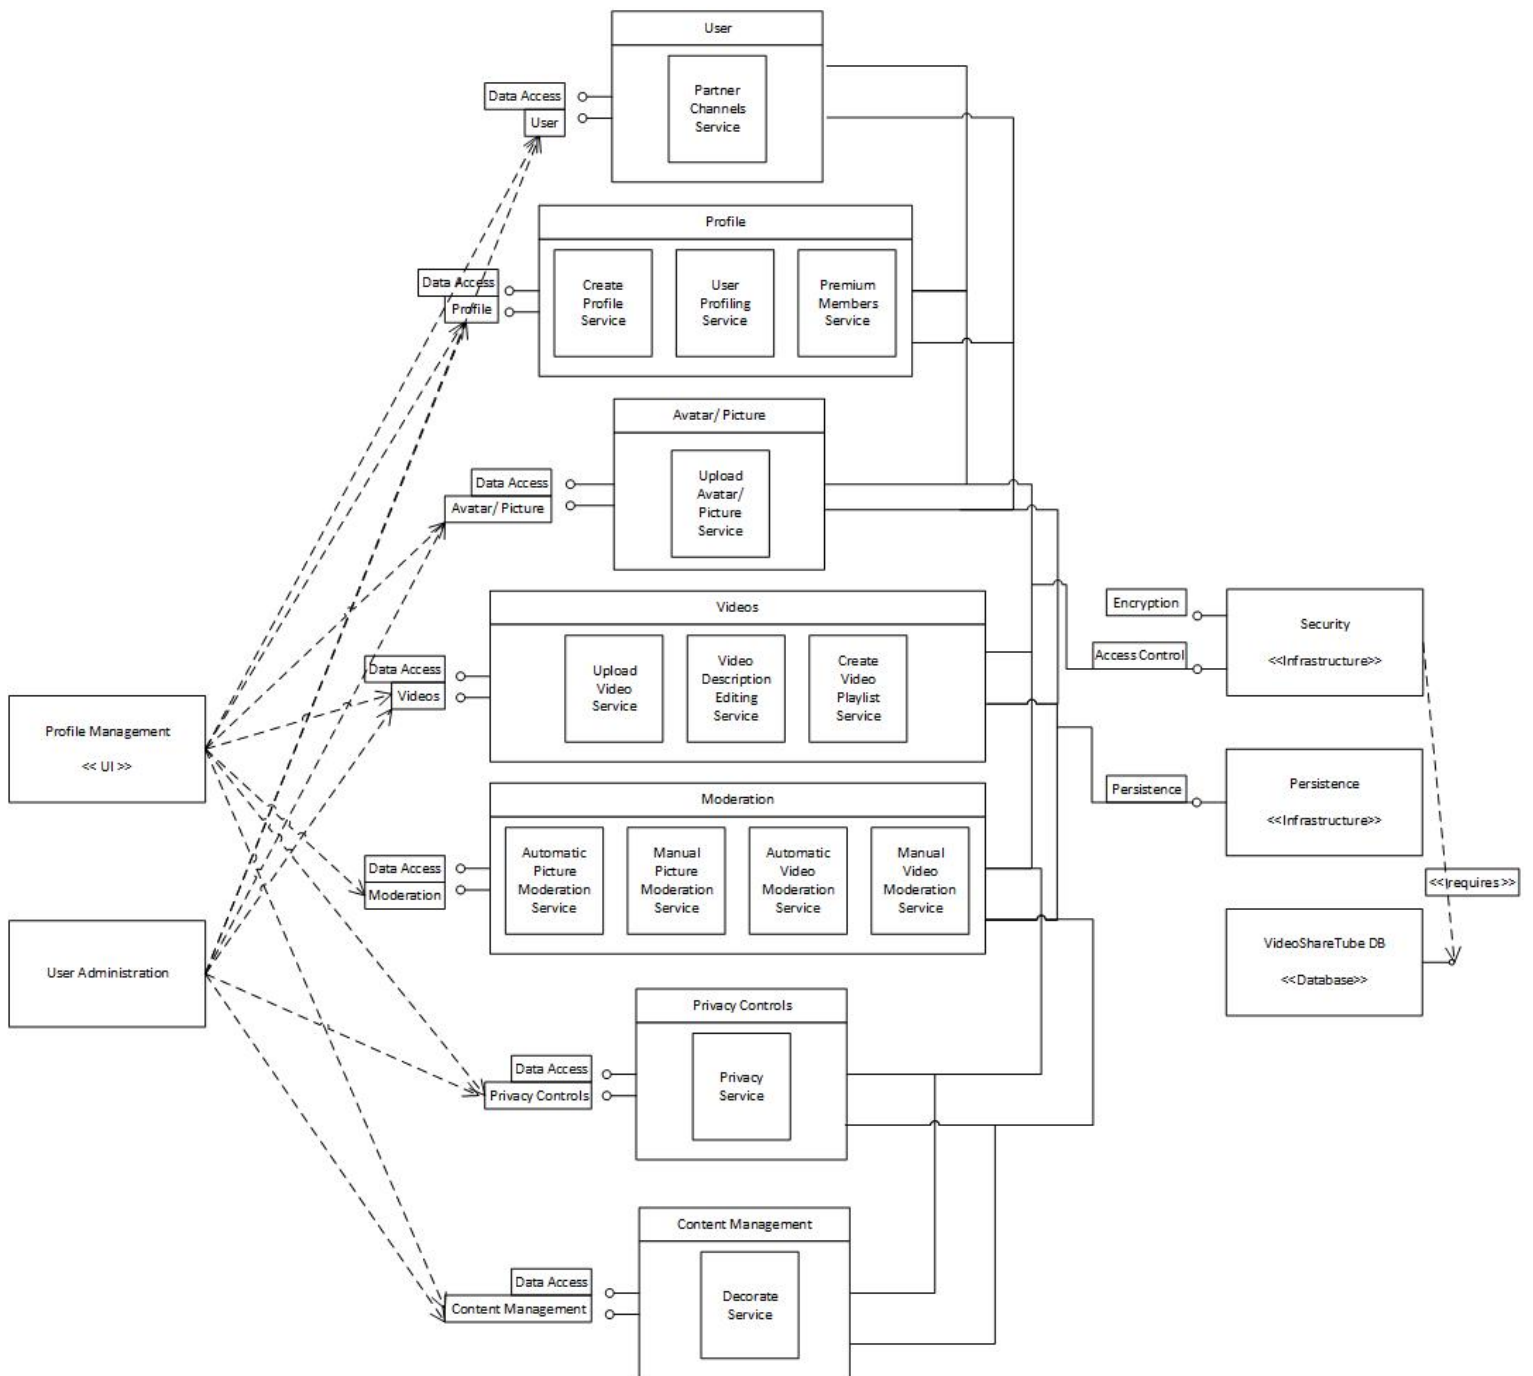 User
Data Access
User
Partner
Channels
Service
Profile
Data Access
Profile
Create
Profile
Service
User
Profiling
Service
Premium
Members
Service
Avatar/ Picture
Data Access
Avatar/ Picture
Upload
Avatar/
Picture
Service
Videos
Data Access
Videos
Upload
Video
Service
Video
Description
Editing
Service
Create
Video
Playlist
Service
Encryption
Access Control
Security
<<Infrastructure>>
Profile Management
<< UI >>
Persistence
Persistence
<<Infrastructure>>
Moderation
Data Access
Moderation
Automatic
Picture
Moderation
Service
Manual
Picture
Moderation
Service
Automatic
Video
Moderation
Service
Manual
Video
Moderation
Service
<<requires>>
User Administration
VideoShareTube DB
<<Database>>
Privacy Controls
Data Access
Privacy Controls
Privacy
Service
Content Management
Data Access
Content Management
Decorate
Service